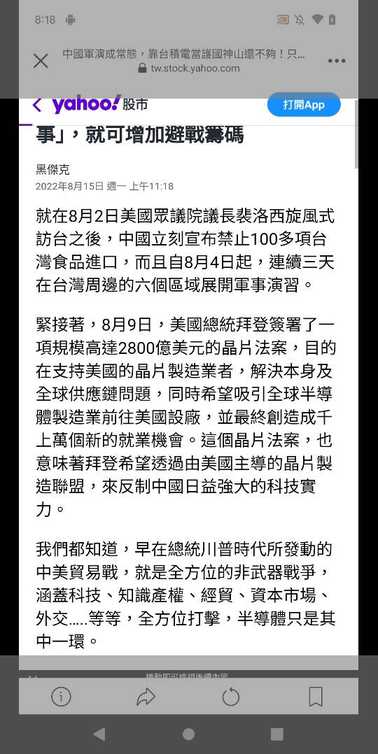 8:18
中國軍演成常態，靠台積電當護國神山還不夠！只...
tw.stock.yahoo.com
yahoo!股市
打開App
事」，就可增加避戰籌碼
黑傑克
2022年8月15日 週一 上午11:18
就在8月2日美國眾議院議長裴洛西旋風式
訪台之後，中國立刻宣布禁止100多項台
灣食品進口，而且自8月4日起，連續三天
在台灣周邊的六個區域展開軍事演習。
緊接著，8月9日，美國總統拜登簽署了一
項規模高達2800億美元的晶片法案，目的
在支持美國的晶片製造業者，解決本身及
全球供應鏈問題，同時希望吸引全球半導
體製造業前往美國設廠，並最終創造成千
上萬個新的就業機會。這個晶片法案，也
意味著拜登希望透過由美國主導的晶片製
造聯盟，來反制中國日益強大的科技實
力。
我們都知道，早在總統川普時代所發動的
中美貿易戰，就是全方位的非武器戰爭，
涵蓋科技、知識產權、經貿、資本市場、
外交.....等等，全方位打擊，半導體只是其
中一環。